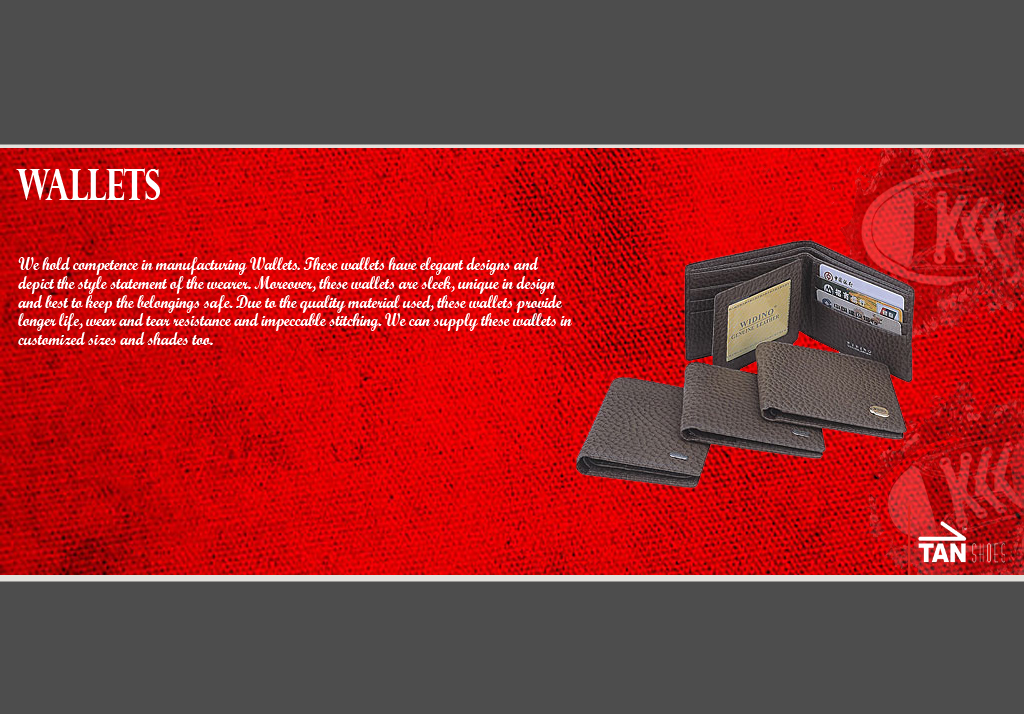 WALLETS
We hold competence in manufacturing Wallets. These wallets have elegant designs and
depict the style statement of the wearer. Moreover, these wallets are sleek, unique in design
and best to keep the belongings safe. Due to the quality material used, these wallets provide
longer life, wear and tear resistance and impeccable stitching. We can supply these wallets in
customized sizes and shades too.
WIDINO
GENUINE LEATHER
TAN SHOES